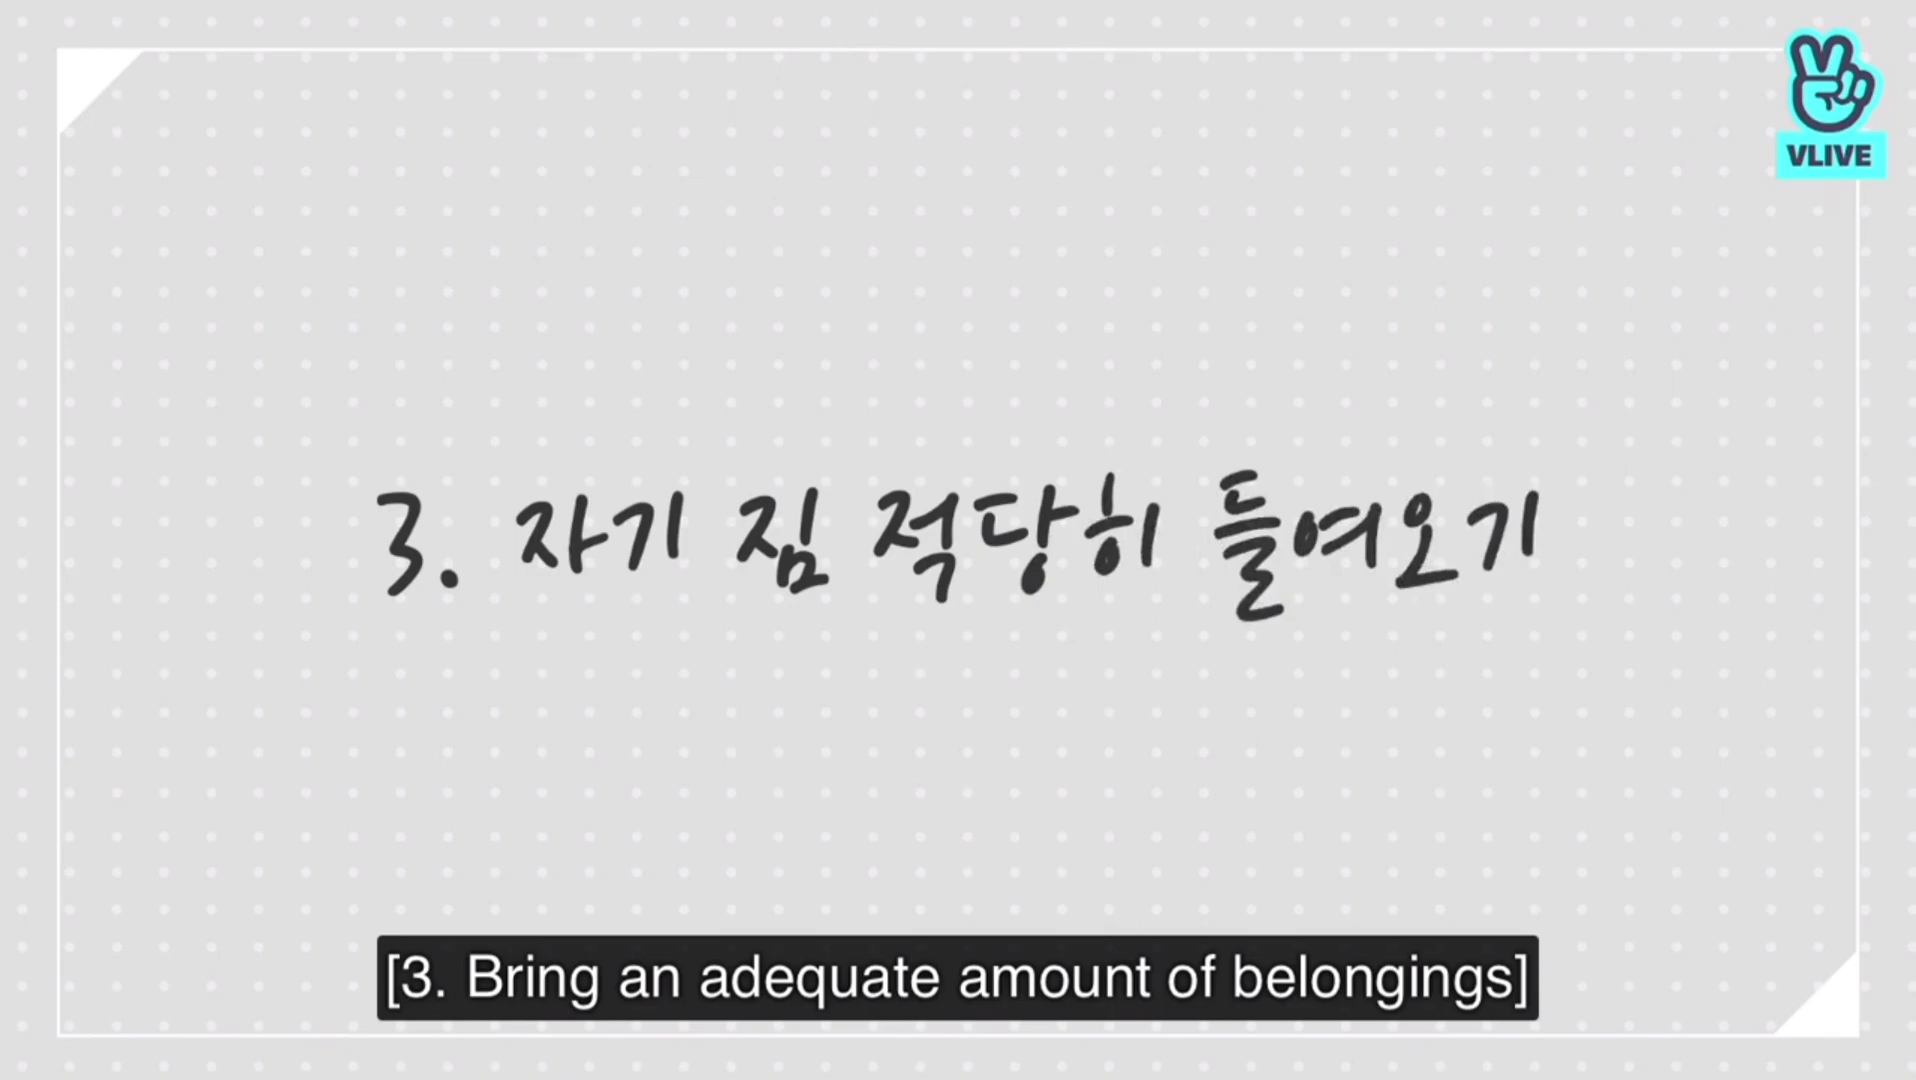 VLIVE
3. 자기 짐 적당히 들여오기
[3. Bring an adequate amount of belongings]